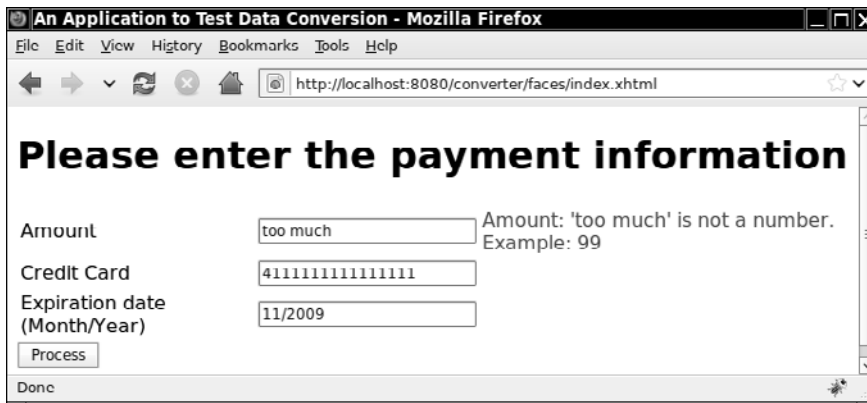 An Application to Test Data Conversion - Mozilla Firefox
File Edit View History Bookmarks Tools Help
http://localhost:8080/converter/faces/index.xhtml
Please enter the payment information
Amount
too much
Amount: 'too much' is not a number.
Example: 99
Credit Card
4111111111111111
Expiration date
(Month/Year)
11/2009
Process
Done